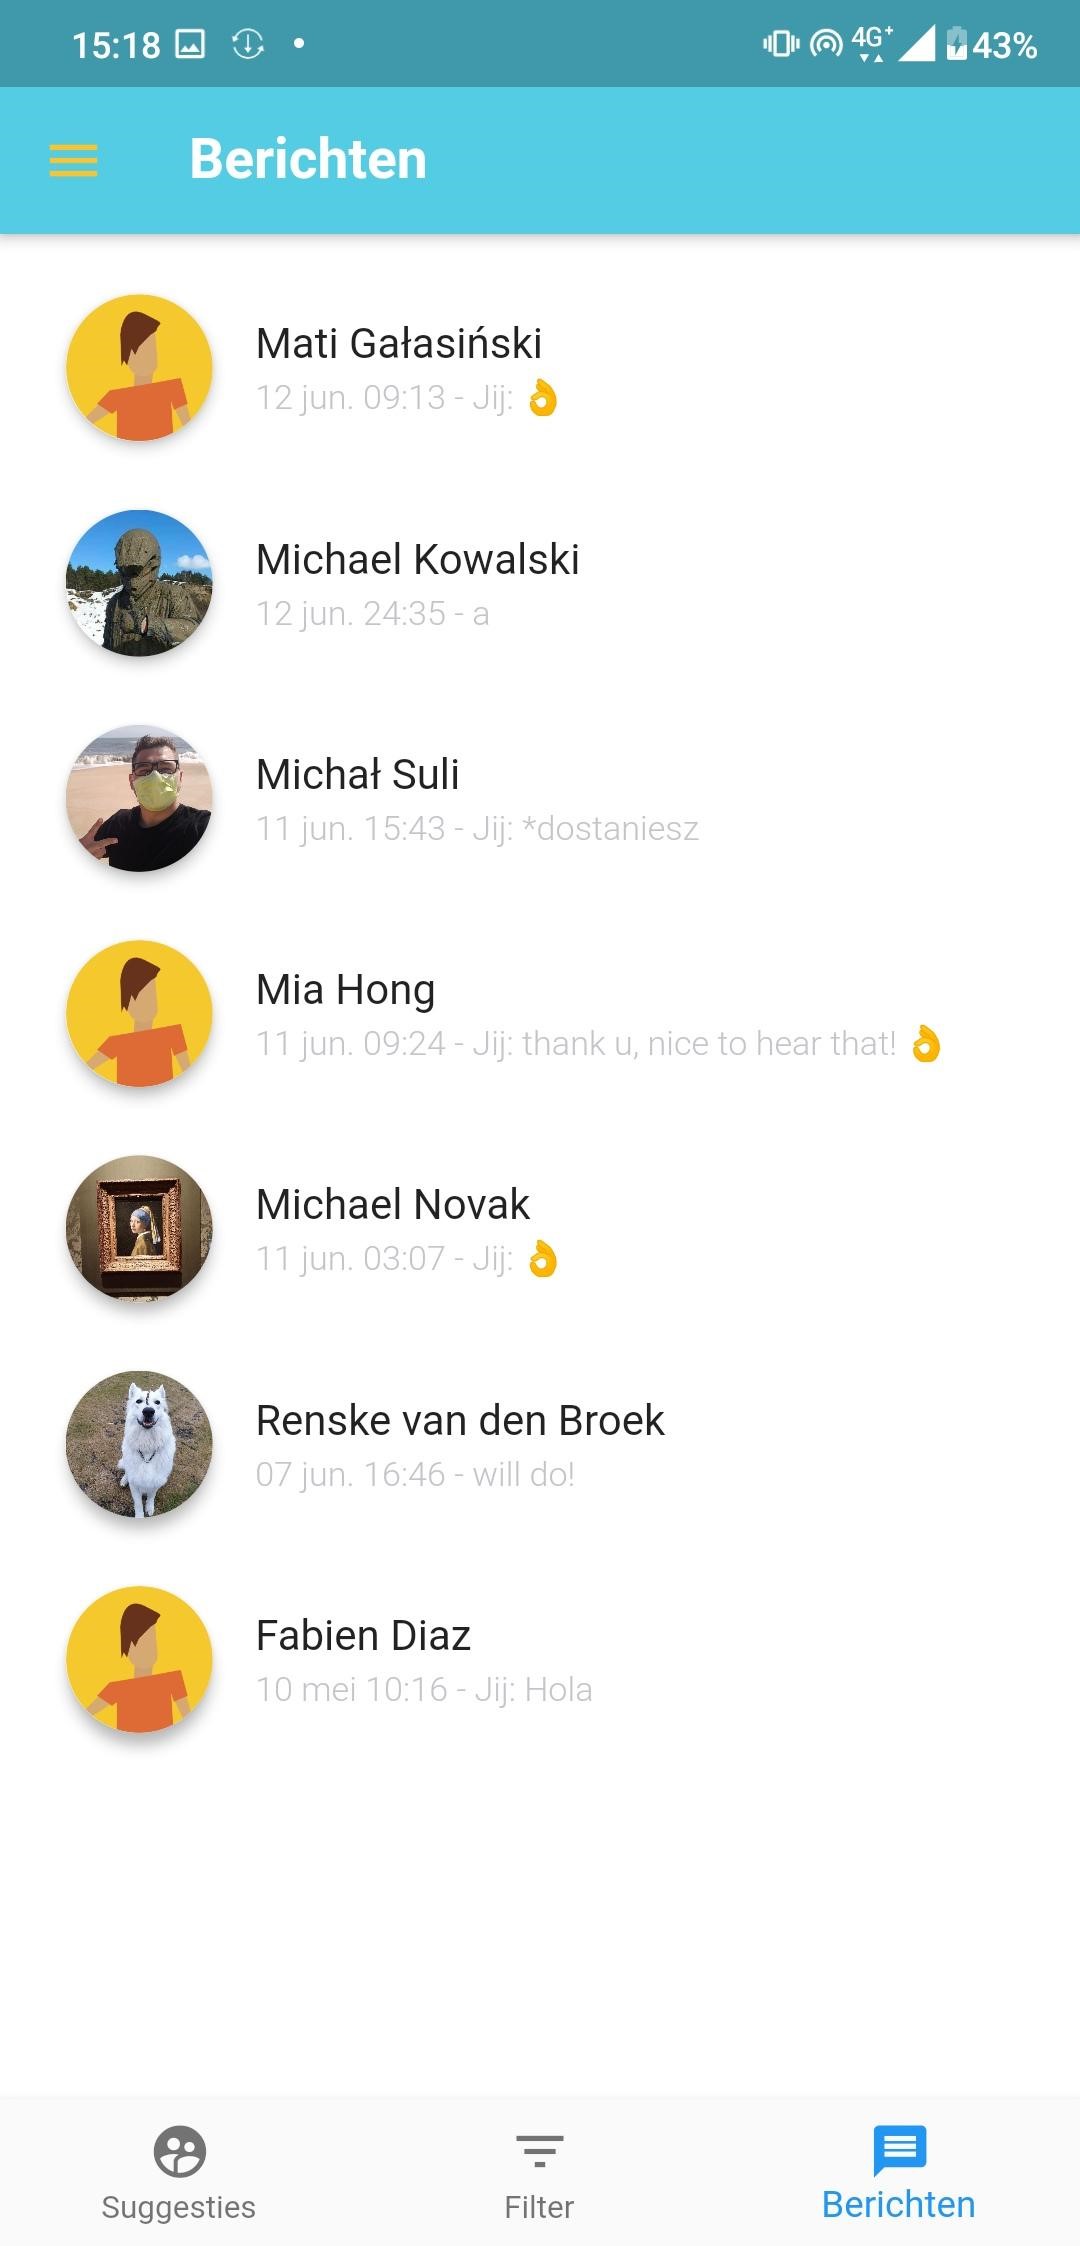 15:18 4G+ 43%
Berichten
Mati Gałasiński
12 jun. 09:13 - Jij: 👌
Michael Kowalski
12 jun. 24:35 - a
Michał Suli
11 jun. 15:43 - Jij: *dostaniesz
Mia Hong
11 jun. 09:24 - Jij: thank u, nice to hear that! 👌
Michael Novak
11 jun. 03:07 - Jij: 👌
Renske van den Broek
07 jun. 16:46 - will do!
Fabien Diaz
10 mei 10:16 - Jij: Hola
Suggesties Filter Berichten